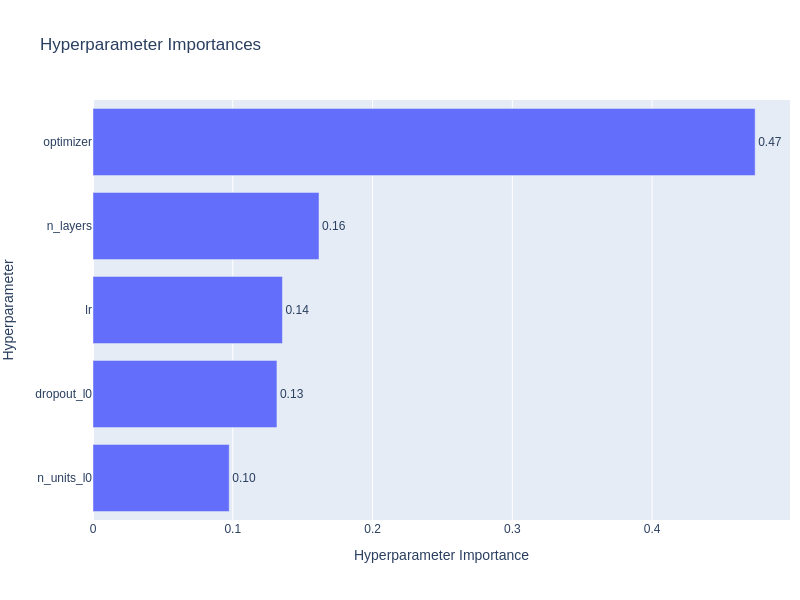 Hyperparameter Importances
Hyperparameter
optimizer 0.47
n_layers 0.16
lr 0.14
dropout_l0 0.13
n_units_l0 0.10
0 0.1 0.2 0.3 0.4
Hyperparameter Importance